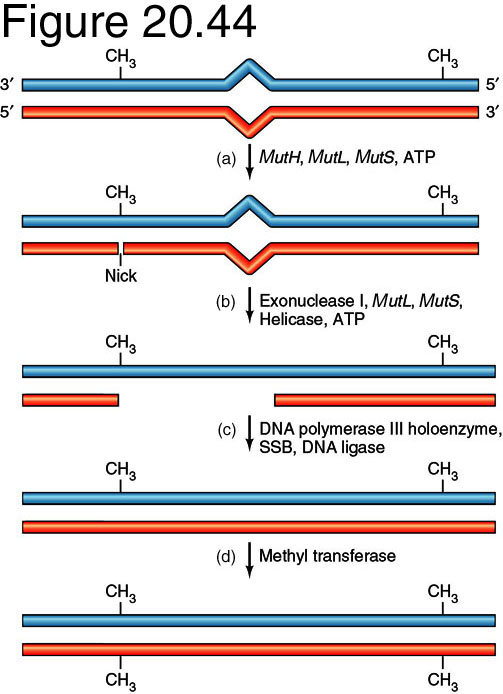 Figure 20.44
CH3 CH3
3′ 5′
5′ 3′
(a) MutH, MutL, MutS, ATP
CH3 CH3
Nick
(b) Exonuclease I, MutL, MutS,
Helicase, ATP
CH3 CH3
(c) DNA polymerase III holoenzyme,
SSB, DNA ligase
CH3 CH3
(d) Methyl transferase
CH3 CH3
CH3 CH3